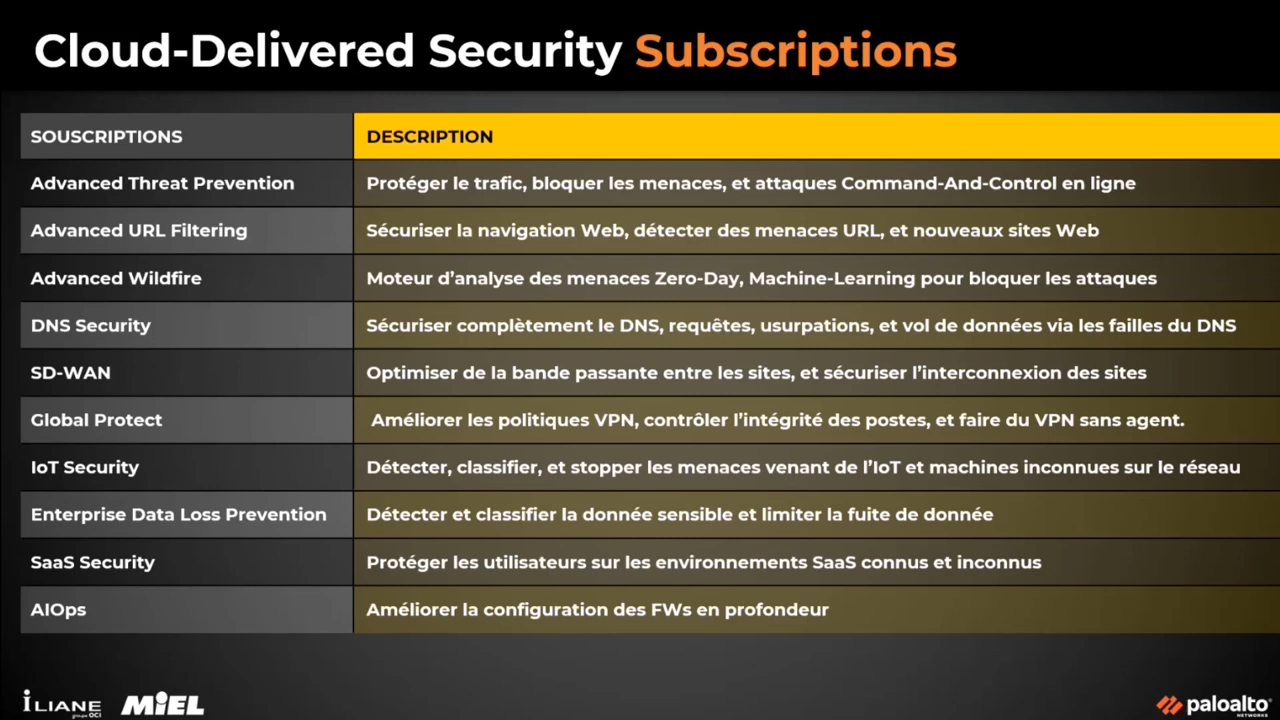 Cloud-Delivered Security Subscriptions
SOUSCRIPTIONS DESCRIPTION
Advanced Threat Prevention Protéger le trafic, bloquer les menaces, et attaques Command-And-Control en ligne
Advanced URL Filtering Sécuriser la navigation Web, détecter des menaces URL, et nouveaux sites Web
Advanced Wildfire Moteur d’analyse des menaces Zero-Day, Machine-Learning pour bloquer les attaques
DNS Security Sécuriser complètement le DNS, requêtes, usurpations, et vol de données via les failles du DNS
SD-WAN Optimiser de la bande passante entre les sites, et sécuriser l’interconnexion des sites
Global Protect Améliorer les politiques VPN, contrôler l’intégrité des postes, et faire du VPN sans agent.
IoT Security Détecter, classifier, et stopper les menaces venant de l’IoT et machines inconnues sur le réseau
Enterprise Data Loss Prevention Détecter et classifier la donnée sensible et limiter la fuite de donnée
SaaS Security Protéger les utilisateurs sur les environnements SaaS connus et inconnus
AIOps Améliorer la configuration des FWs en profondeur
iLIANE MiEL paloalto
groupe OCI NETWORKS